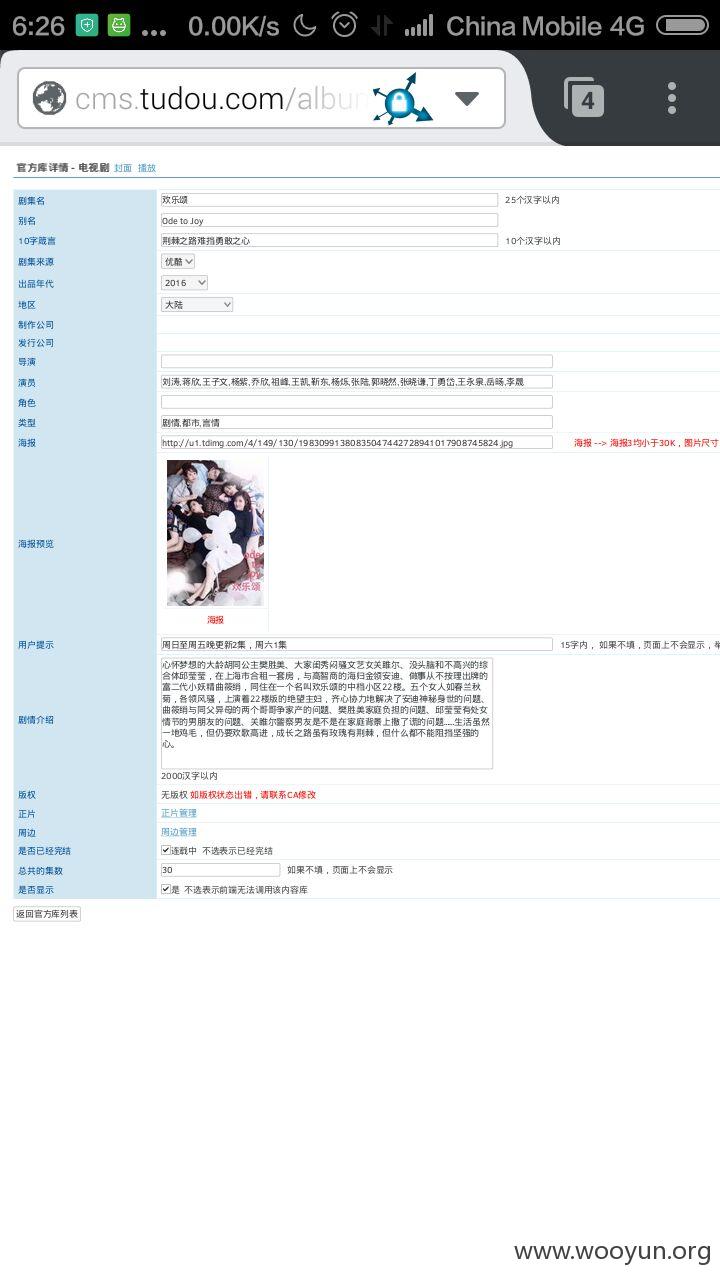 6:26 ... 0.00K/s China Mobile 4G
cms.tudou.com/albu
4
官方库详情 - 电视剧 封面 播放
剧集名 欢乐颂 25个汉字以内
别名 Ode to Joy
10字箴言 荆棘之路难挡勇敢之心 10个汉字以内
剧集来源 优酷
出品年代 2016
地区 大陆
制作公司
发行公司
导演
演员 刘涛,蒋欣,王子文,杨紫,乔欣,祖峰,王凯,靳东,杨烁,张陆,郭晓然,张晓谦,丁勇岱,王永泉,岳旸,李晟
角色
类型 剧情,都市,言情
海报 http://u1.tdimg.com/4/149/130/19830991380835047442728941017908745824.jpg 海报 --> 海报3均小于30K，图片尺寸
海报预览
ode
to
joy
欢乐颂
海报
用户提示 周日至周五晚更新2集，周六1集 15字内， 如果不填，页面上不会显示，
剧情介绍
心怀梦想的大龄胡同公主樊胜美、大家闺秀闷骚文艺女关雎尔、没头脑和不高兴的综
合体邱莹莹，在上海市合租一套房，与高智商的海归金领安迪、做事从不按理出牌的
富二代小妖精曲筱绡，同住在一个名叫欢乐颂的中档小区22楼。五个女人如春兰秋
菊，各领风骚，上演着22楼版的绝望主妇，齐心协力地解决了安迪神秘身世的问题、
曲筱绡与同父异母的两个哥哥争家产的问题、樊胜美家庭负担的问题、邱莹莹有处女
情节的男朋友的问题、关雎尔警察男友是不是在家庭背景上撒了谎的问题……生活虽然
一地鸡毛，但仍要欢歌高进，成长之路虽有玫瑰有荆棘，但什么都不能阻挡坚强的
心。
2000汉字以内
版权 无版权 如版权状态出错，请联系CA修改
正片 正片管理
周边 周边管理
是否已经完结 连载中 不选表示已经完结
总共的集数 30 如果不填，页面上不会显示
是否显示 是 不选表示前端无法调用该内容库
返回官方库列表
www.wooyun.org